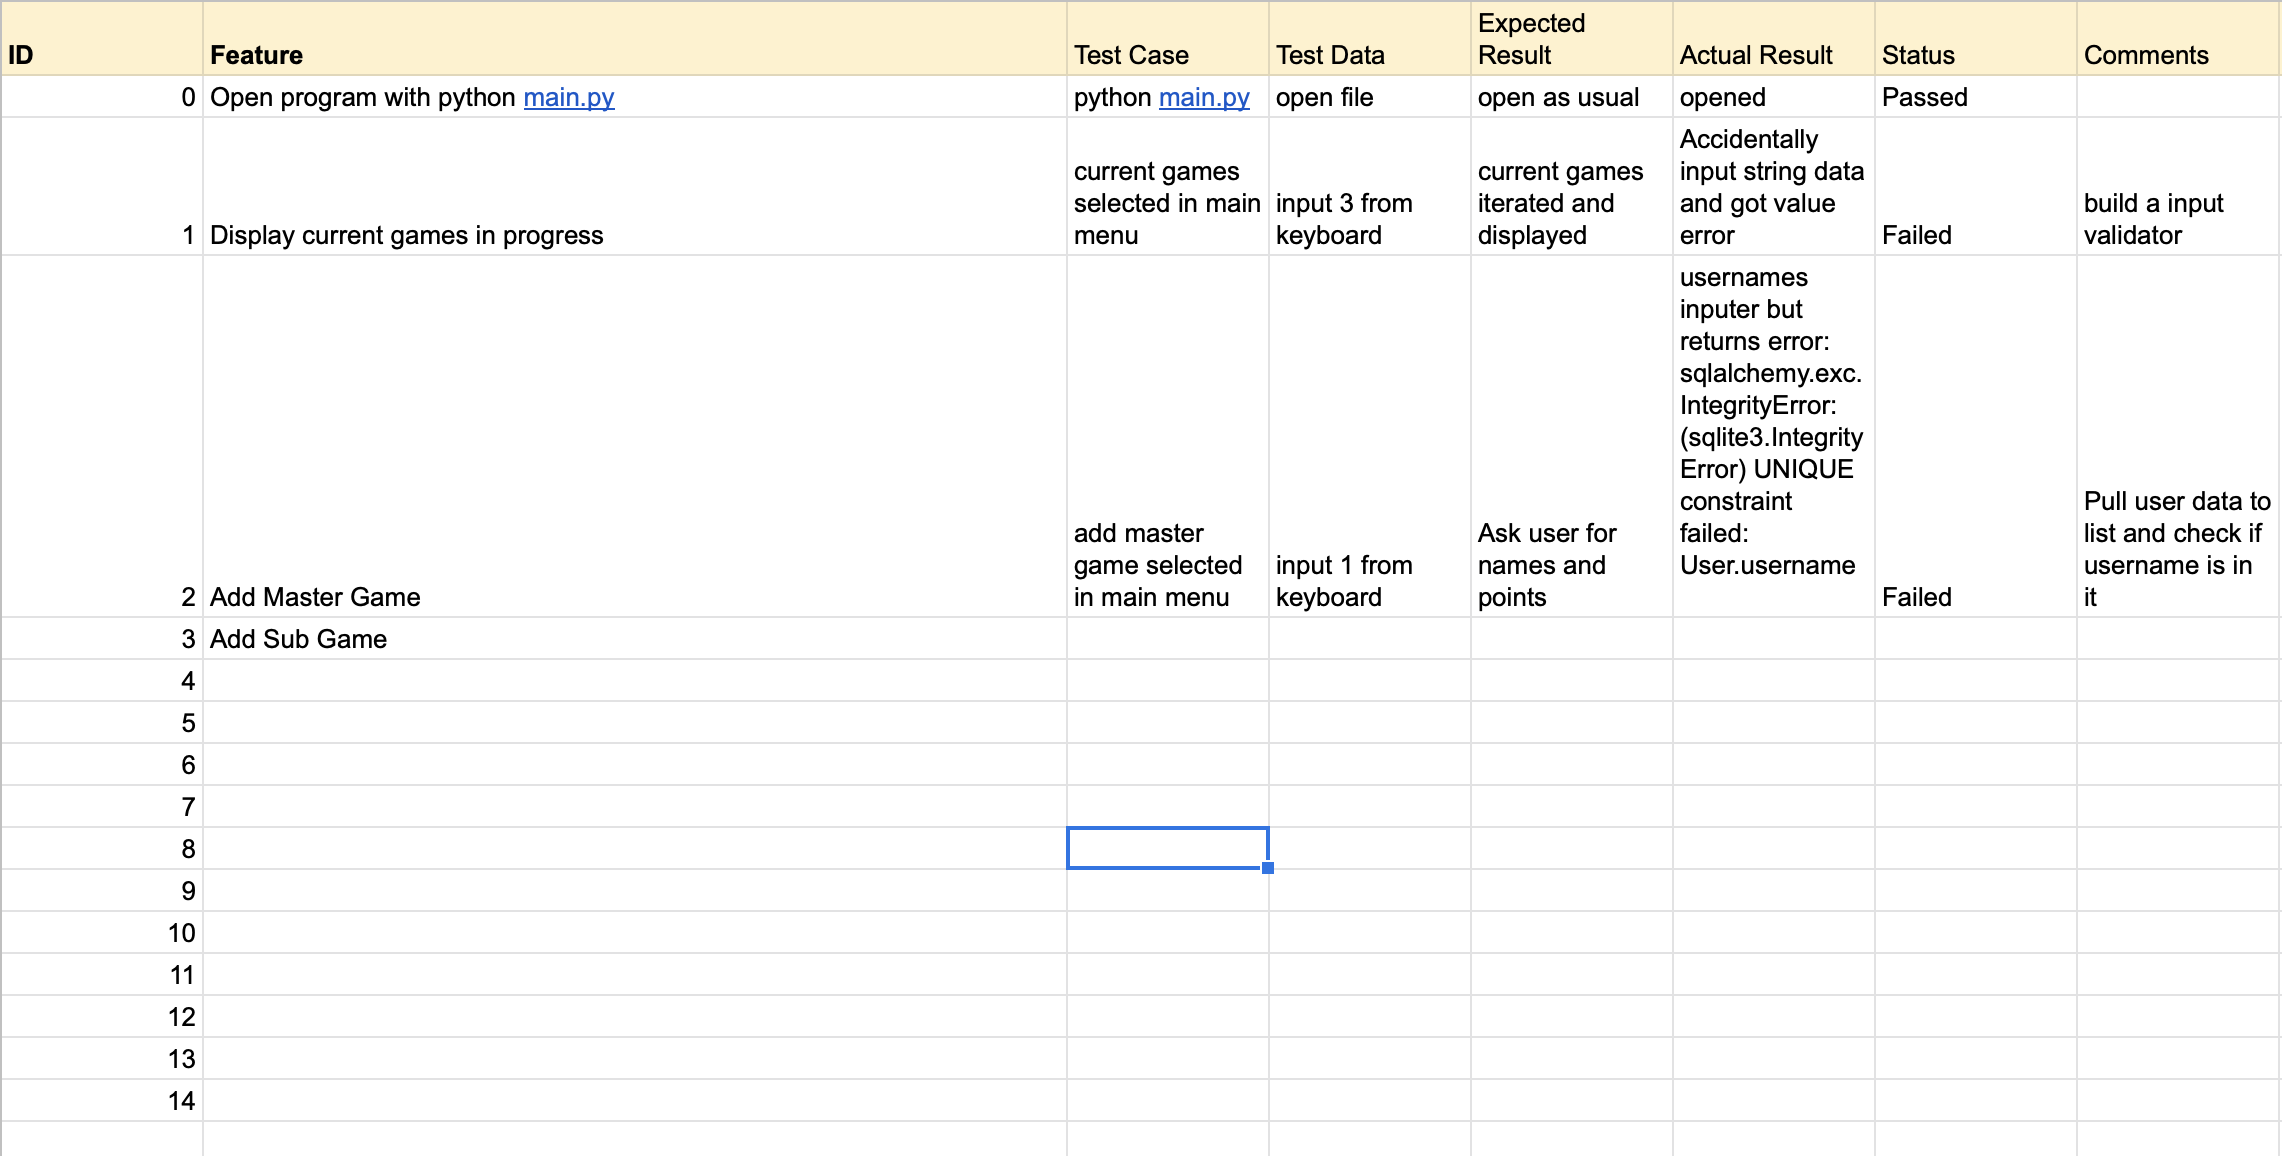 ID Feature Test Case Test Data Expected Result Actual Result Status Comments
0 Open program with python main.py python main.py open file open as usual opened Passed
1 Display current games in progress current games selected in main menu input 3 from keyboard current games iterated and displayed Accidentally input string data and got value error Failed build a input validator
2 Add Master Game add master game selected in main menu input 1 from keyboard Ask user for names and points usernames inputer but returns error: sqlalchemy.exc.IntegrityError: (sqlite3.IntegrityError) UNIQUE constraint failed: User.username Failed Pull user data to list and check if username is in it
3 Add Sub Game
4
5
6
7
8
9
10
11
12
13
14